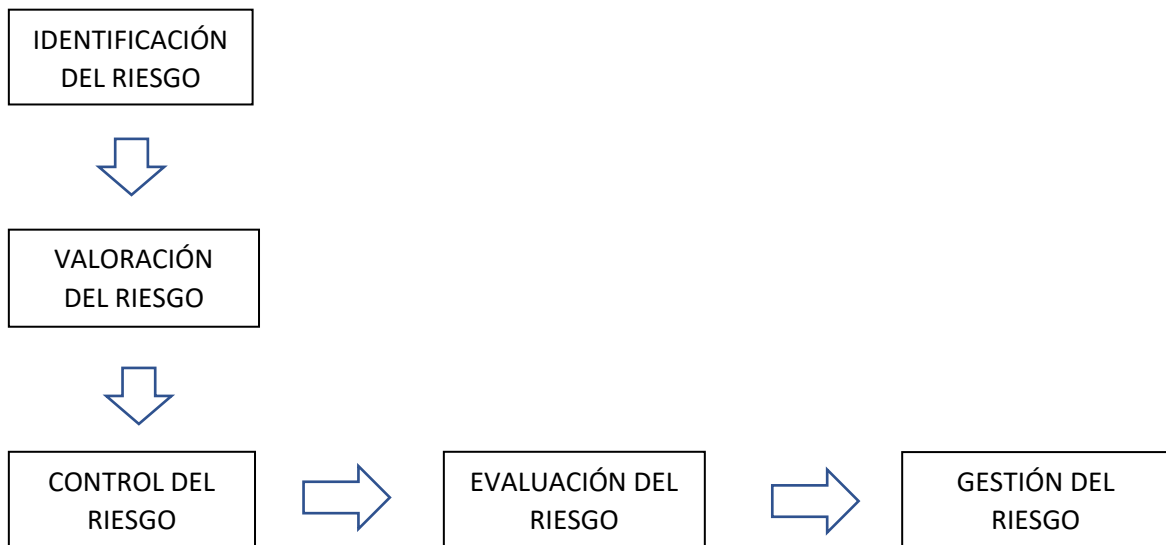 IDENTIFICACIÓN
DEL RIESGO
VALORACIÓN
DEL RIESGO
CONTROL DEL
RIESGO
EVALUACIÓN DEL
RIESGO
GESTIÓN DEL
RIESGO